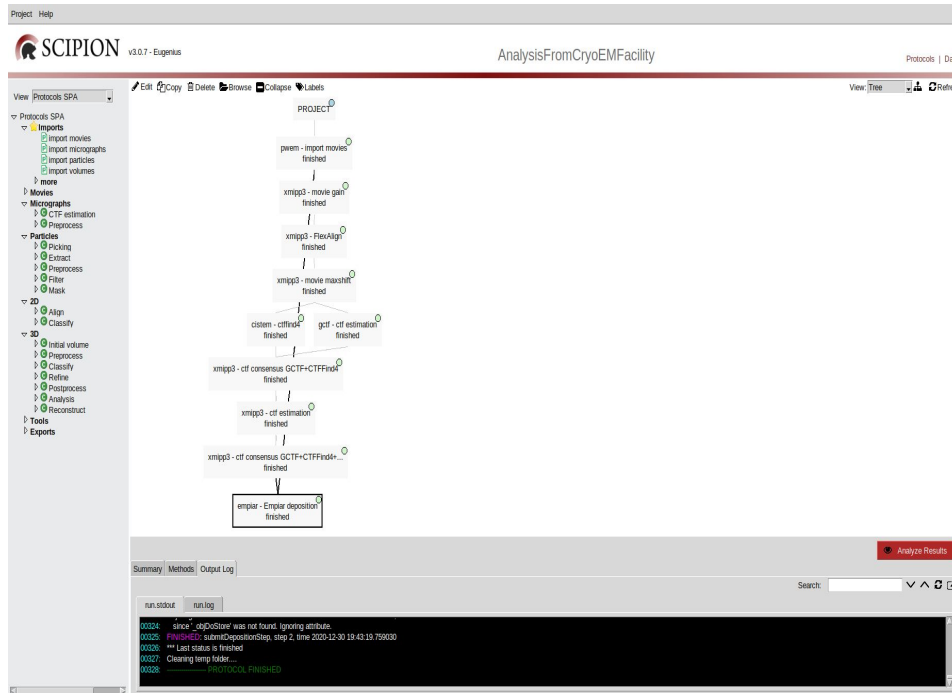 Project Help
SCIPION v3.0.7 - Eugenius
AnalysisFromCryoEMFacility
Protocols | Da
View Protocols SPA
Protocols SPA
Imports
import movies
import micrographs
import particles
import volumes
more
Movies
Micrographs
CTF estimation
Preprocess
Particles
Picking
Extract
Preprocess
Filter
Mask
2D
Align
Classify
3D
Initial volume
Preprocess
Classify
Refine
Postprocess
Analysis
Reconstruct
Tools
Exports
Edit Copy Delete Browse Collapse Labels
View: Tree Refre
PROJECT
pwem - import movies
finished
xmipp3 - movie gain
finished
xmipp3 - FlexAlign
finished
xmipp3 - movie maxshift
finished
cistem - ctffind4
finished
gctf - ctf estimation
finished
xmipp3 - ctf consensus GCTF+CTFFind4
finished
xmipp3 - ctf estimation
finished
xmipp3 - ctf consensus GCTF+CTFFind4+...
finished
empiar - Empiar deposition
finished
Analyze Results
Summary Methods Output Log
Search:
run.stdout run.log
00324: since '_objDoStore' was not found. Ignoring attribute.
00325: FINISHED: submitDepositionStep, step 2, time 2020-12-30 19:43:19.759030
00326: *** Last status is finished
00327: Cleaning temp folder....
00328: ------------------- PROTOCOL FINISHED